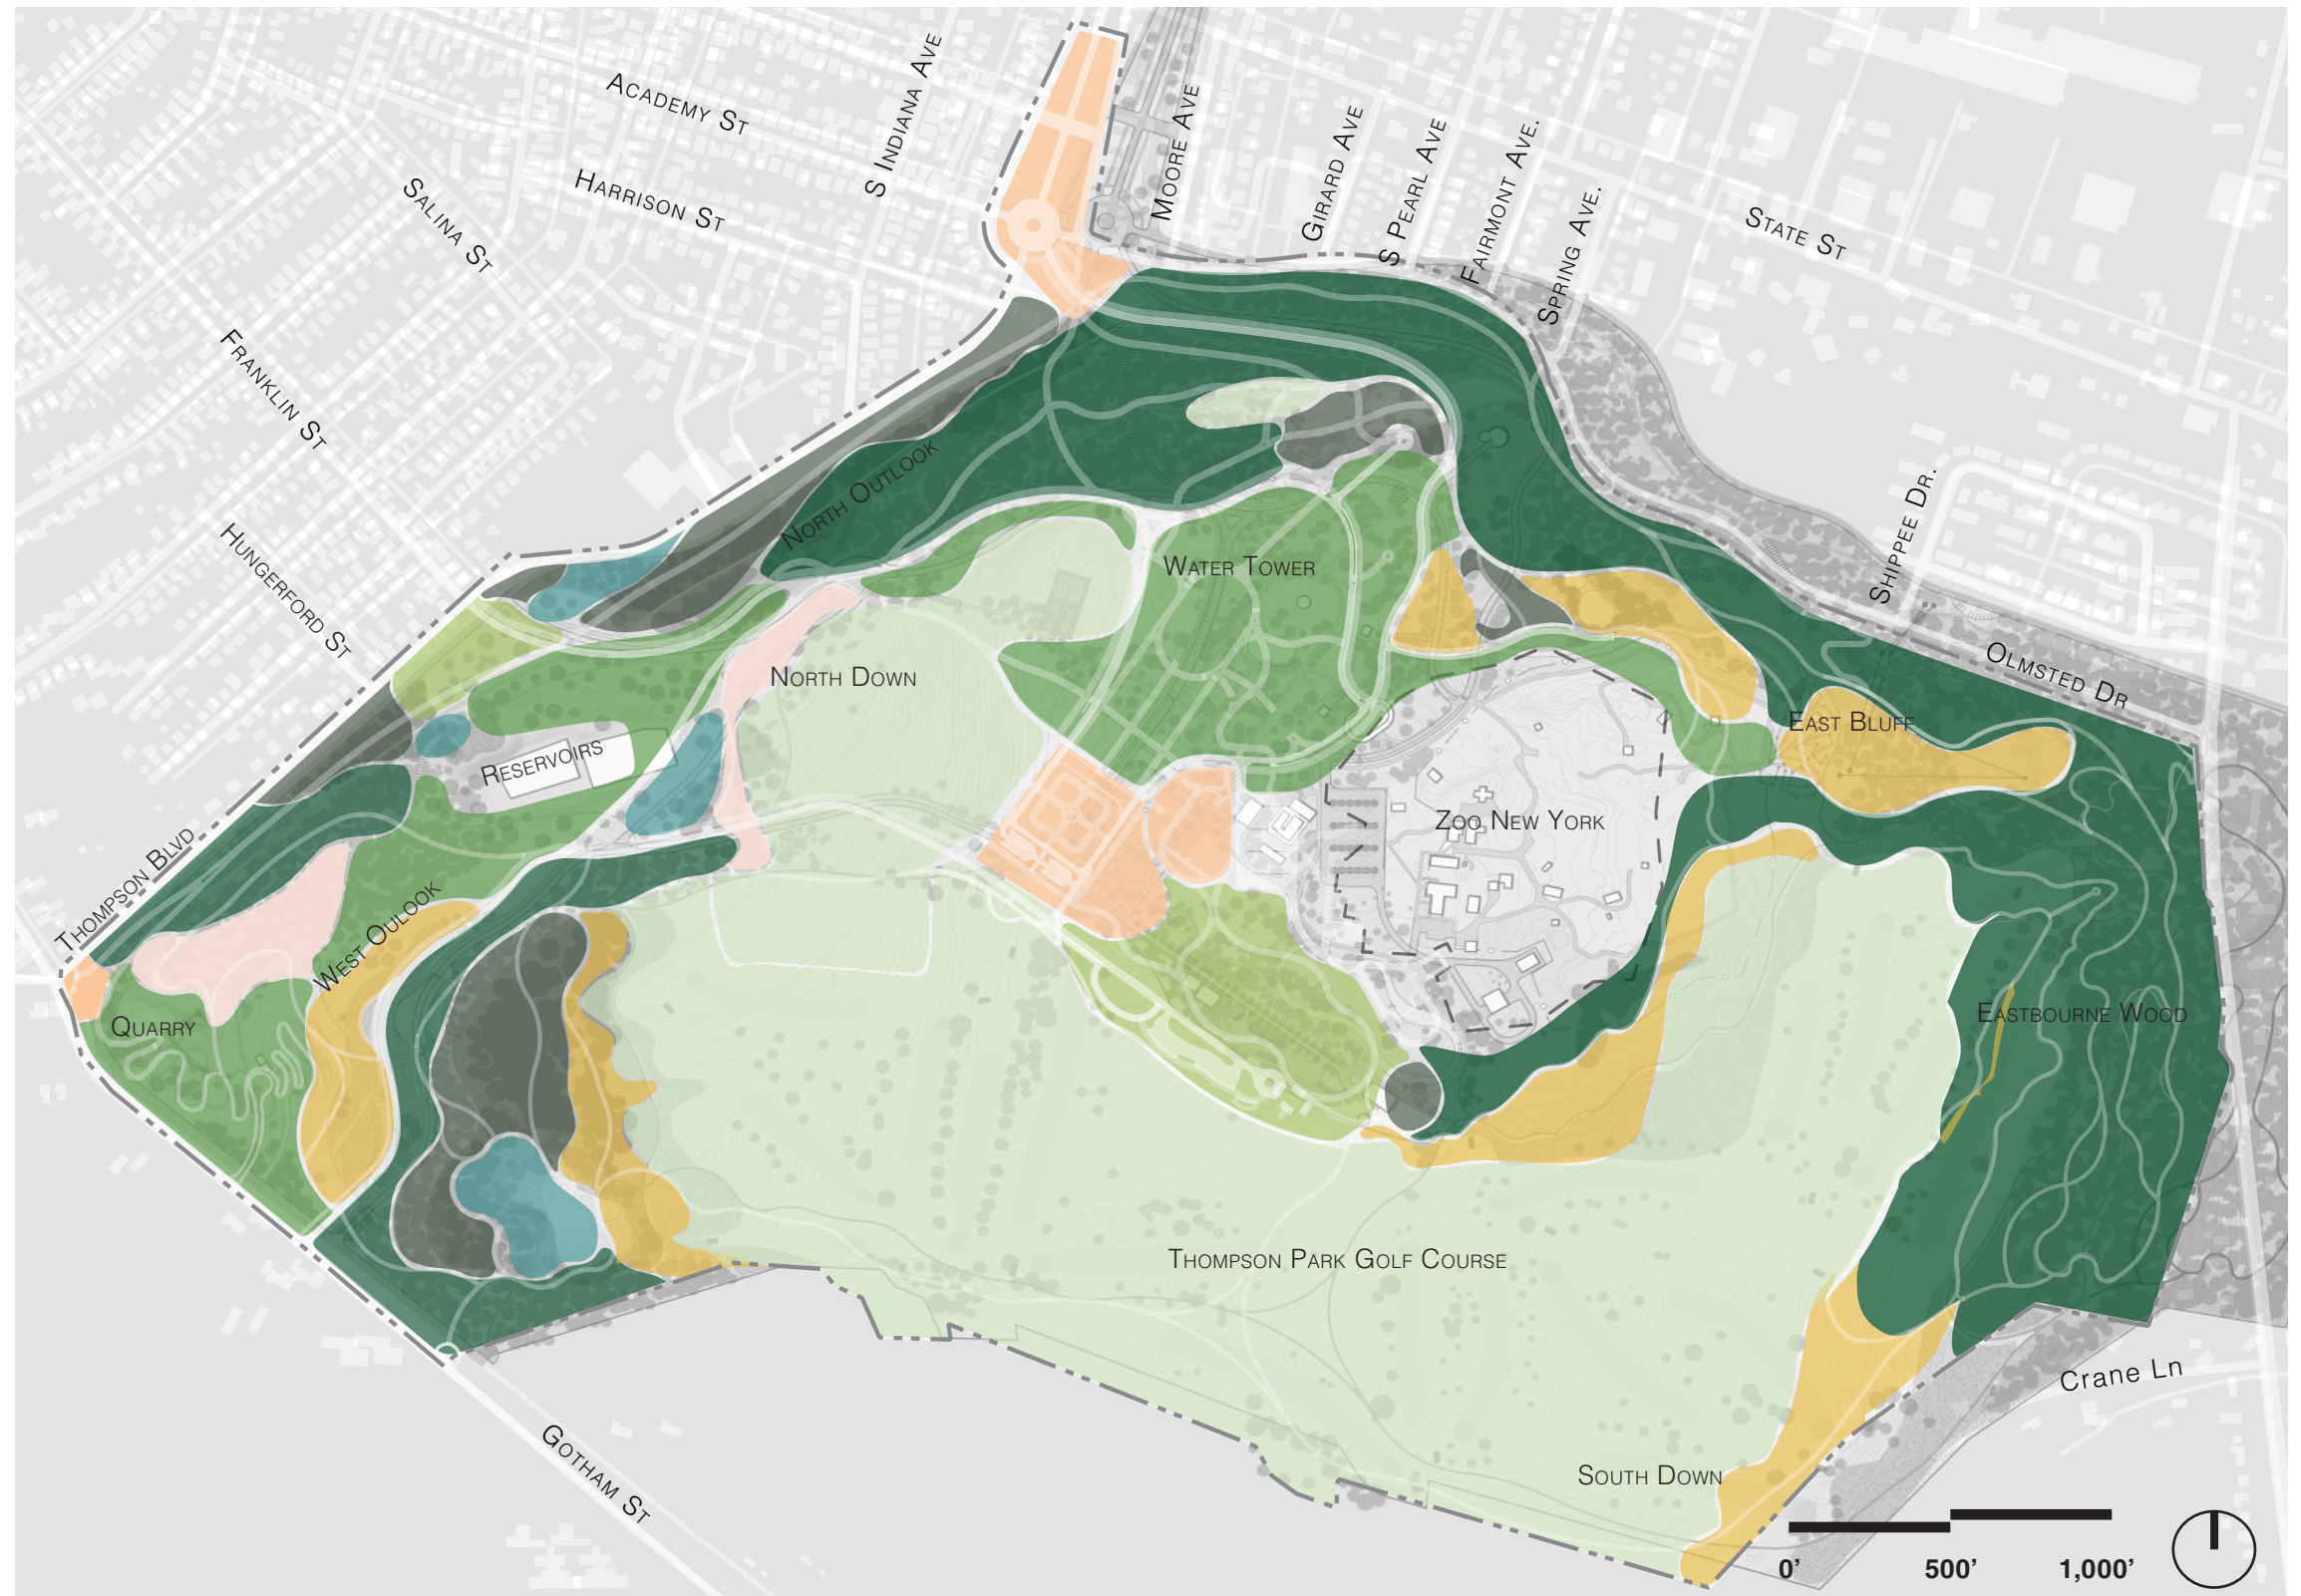 Academy St
S Indiana Ave
Moore Ave
Girard Ave
S Pearl Ave
Fairmont Ave.
Spring Ave.
State St
Harrison St
Salina St
Franklin St
Hungerford St
North Outlook
Water Tower
Shippe Dr.
Olmsted Dr
North Down
East Bluff
Reservoirs
Zoo New York
Thompson Blvd
West Oulook
Quarry
Eastbourne Wood
Thompson Park Golf Course
Crane Ln
Gotham St
South Down
0’ 500’ 1,000’